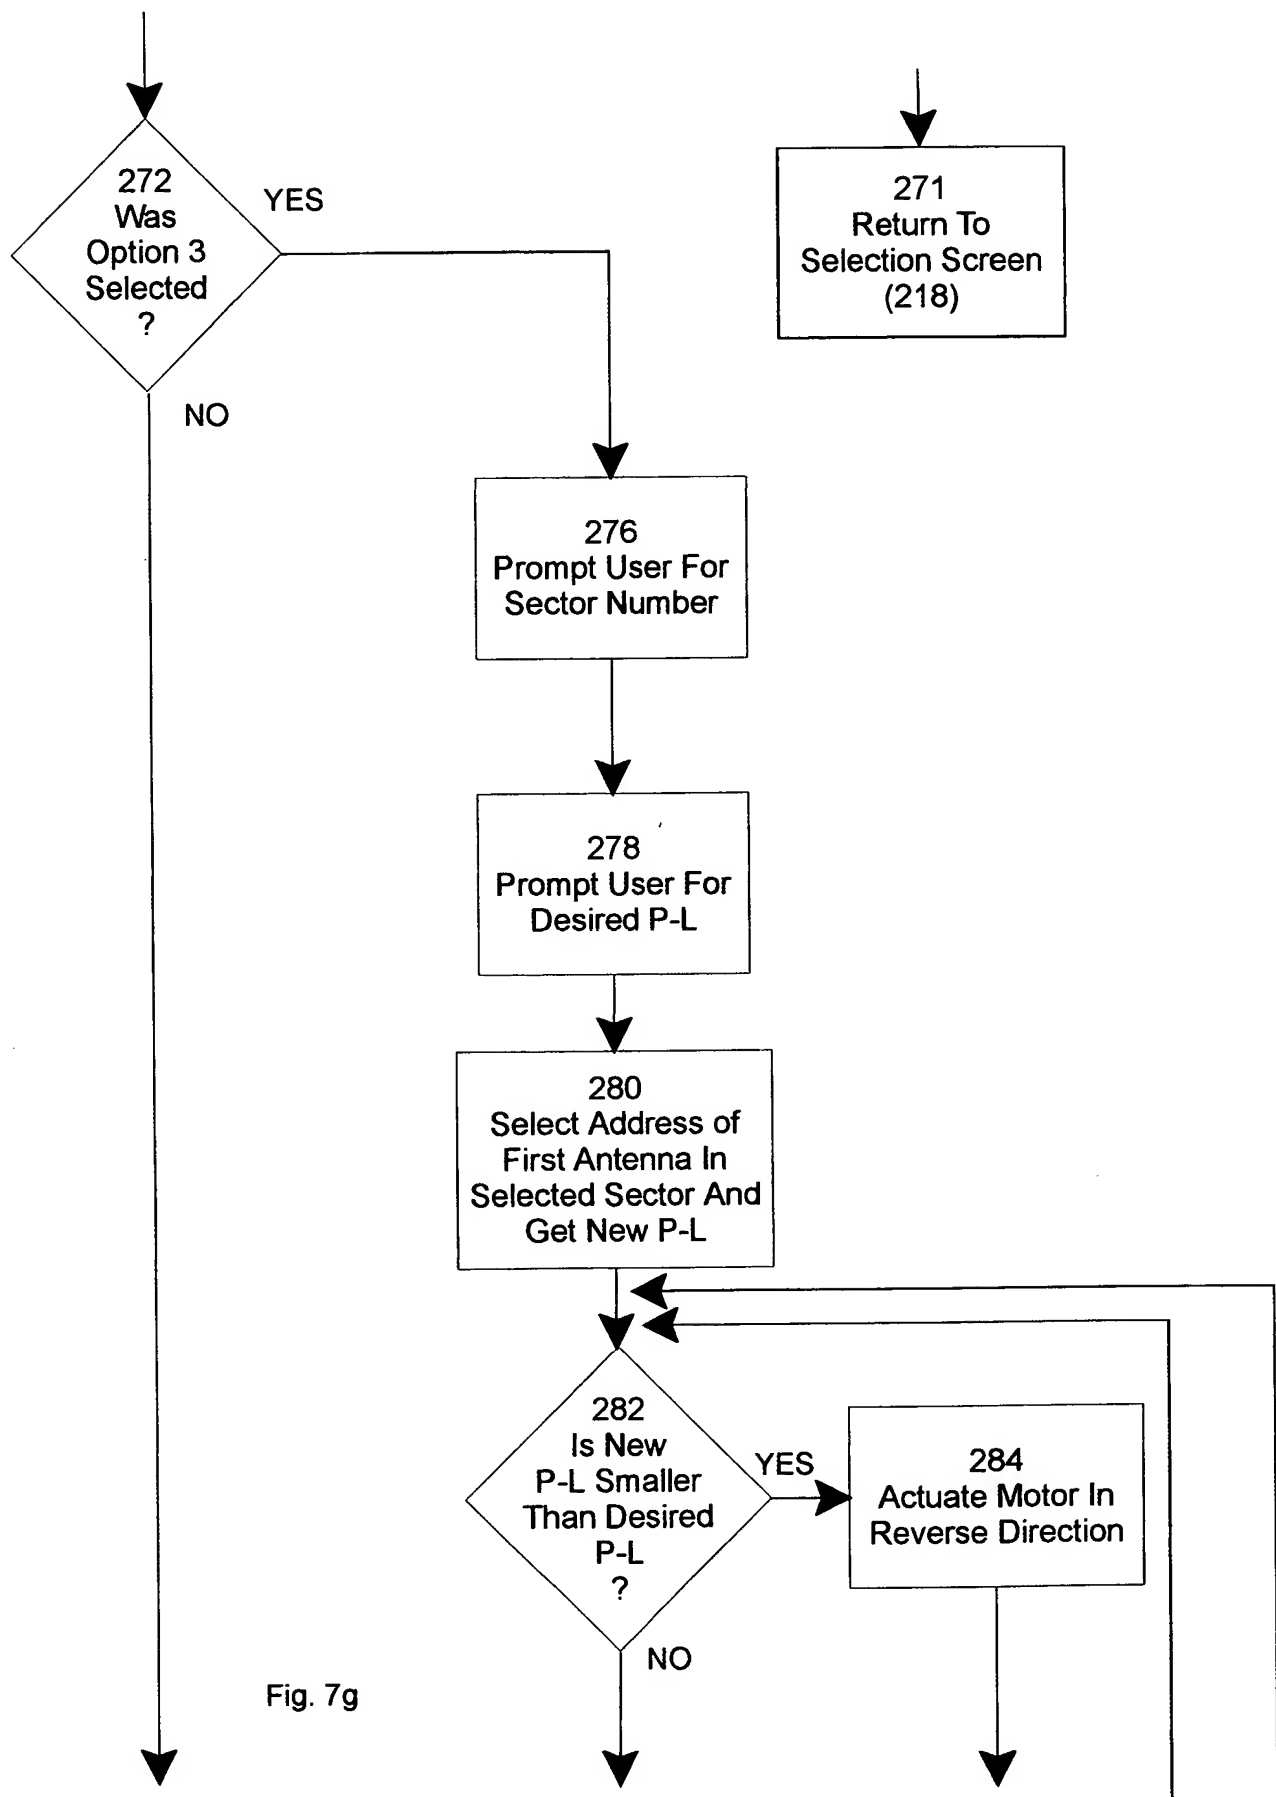 272
Was
Option 3
Selected
?
YES
NO
271
Return To
Selection Screen
(218)
276
Prompt User For
Sector Number
278
Prompt User For
Desired P-L
280
Select Address of
First Antenna In
Selected Sector And
Get New P-L
282
Is New
P-L Smaller
Than Desired
P-L
?
YES
NO
284
Actuate Motor In
Reverse Direction
Fig. 7g